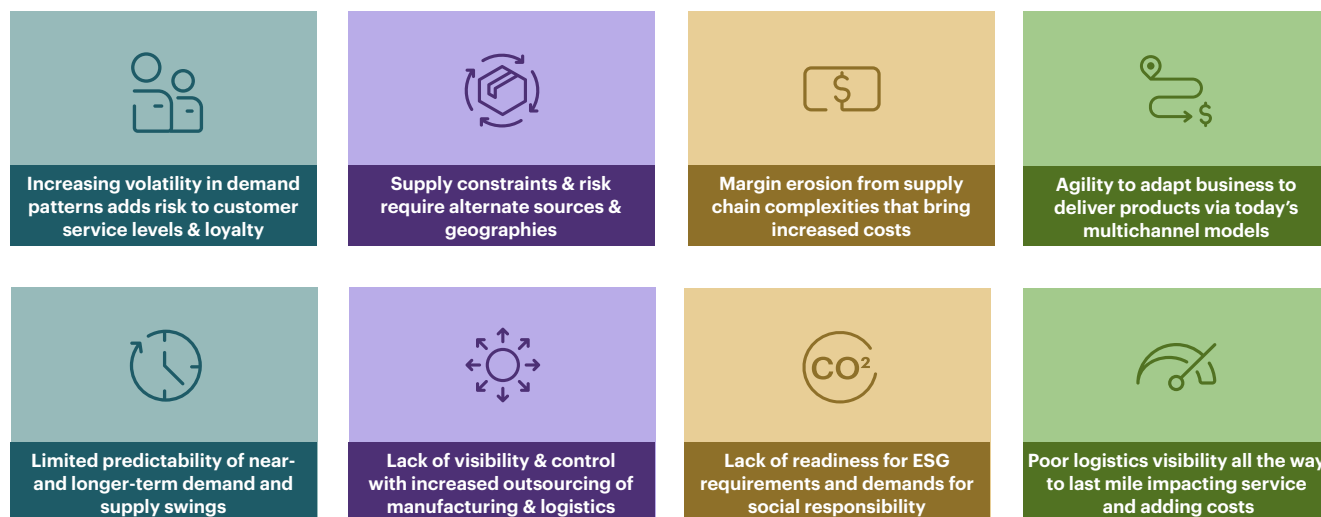 $
$
Increasing volatility in demand
patterns adds risk to customer
service levels & loyalty
Supply constraints & risk
require alternate sources &
geographies
Margin erosion from supply
chain complexities that bring
increased costs
Agility to adapt business to
deliver products via today’s
multichannel models
CO²
Limited predictability of near-
and longer-term demand and
supply swings
Lack of visibility & control
with increased outsourcing of
manufacturing & logistics
Lack of readiness for ESG
requirements and demands for
social responsibility
Poor logistics visibility all the way
to last mile impacting service
and adding costs